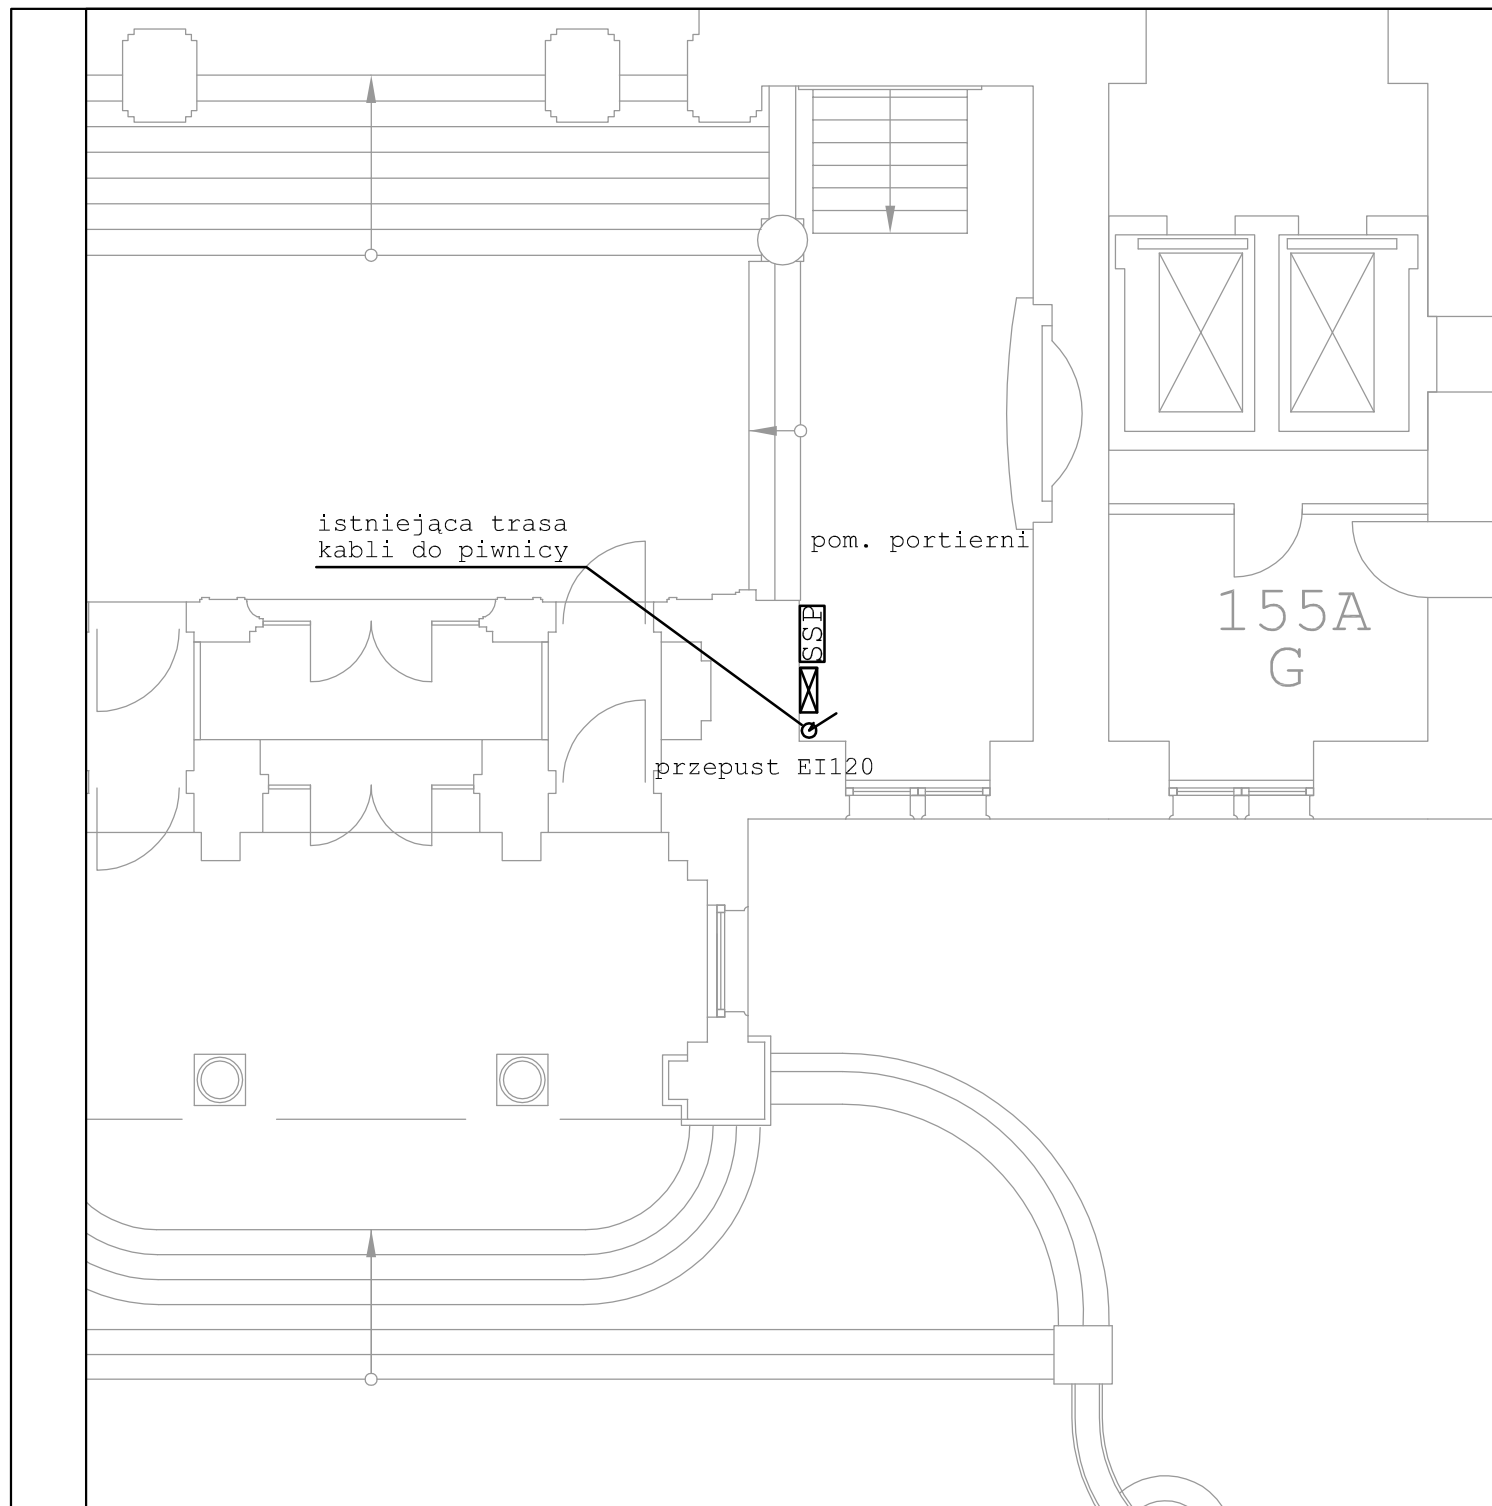 istniejąca trasa
kabli do piwnicy
pom. portierni
SSP
155A
G
przepust EI120